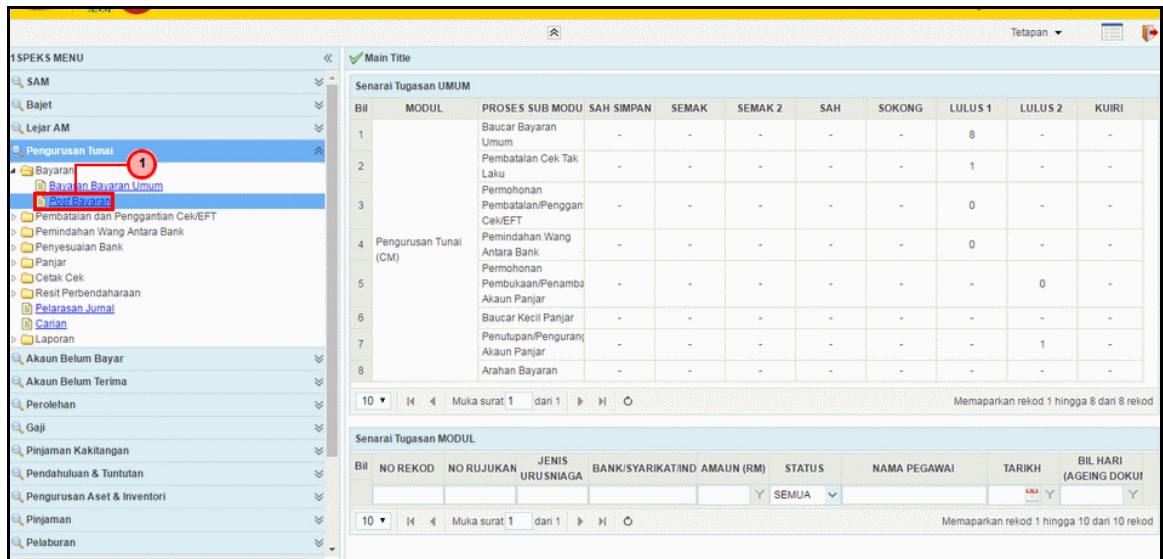 Tetapan
1SPEKS MENU
Main Title
SAM
Bajet
Lejar AM
Pengurusan Tunai
1
Bayaran
Bayaran Bayaran Umum
Post Bayaran
Pembatalan dan Penggantian Cek/EFT
Pemindahan Wang Antara Bank
Penyesuaian Bank
Panjar
Cetak Cek
Resit Perbendaharaan
Pelarasan Jurnal
Carian
Laporan
Akaun Belum Bayar
Akaun Belum Terima
Perolehan
Gaji
Pinjaman Kakitangan
Pendahuluan & Tuntutan
Pengurusan Aset & Inventori
Pinjaman
Pelaburan
Senarai Tugasan UMUM
Bil MODUL PROSES SUB MODU SAH SIMPAN SEMAK SEMAK 2 SAH SOKONG LULUS 1 LULUS 2 KUIRI
Pengurusan Tunai
(CM)
1 Baucar Bayaran
Umum - - - - - 8 - -
2 Pembatalan Cek Tak
Laku - - - - - 1 - -
3 Permohonan
Pembatalan/Penggan
Cek/EFT - - - - - 0 - -
4 Pemindahan Wang
Antara Bank - - - - - 0 - -
5 Permohonan
Pembukaan/Penamba
Akaun Panjar - - - - - - 0 -
6 Baucar Kecil Panjar - - - - - - - -
7 Penutupan/Pengurang
Akaun Panjar - - - - - - 1 -
8 Arahan Bayaran - - - - - - - -
10 Muka surat 1 dari 1 Memaparkan rekod 1 hingga 8 dari 8 rekod
Senarai Tugasan MODUL
Bil NO REKOD NO RUJUKAN JENIS
URUSNIAGA BANK/SYARIKAT/IND AMAUN (RM) STATUS NAMA PEGAWAI TARIKH BIL HARI
(AGEING DOKUI
SEMUA
10 Muka surat 1 dari 1 Memaparkan rekod 1 hingga 10 dari 10 rekod